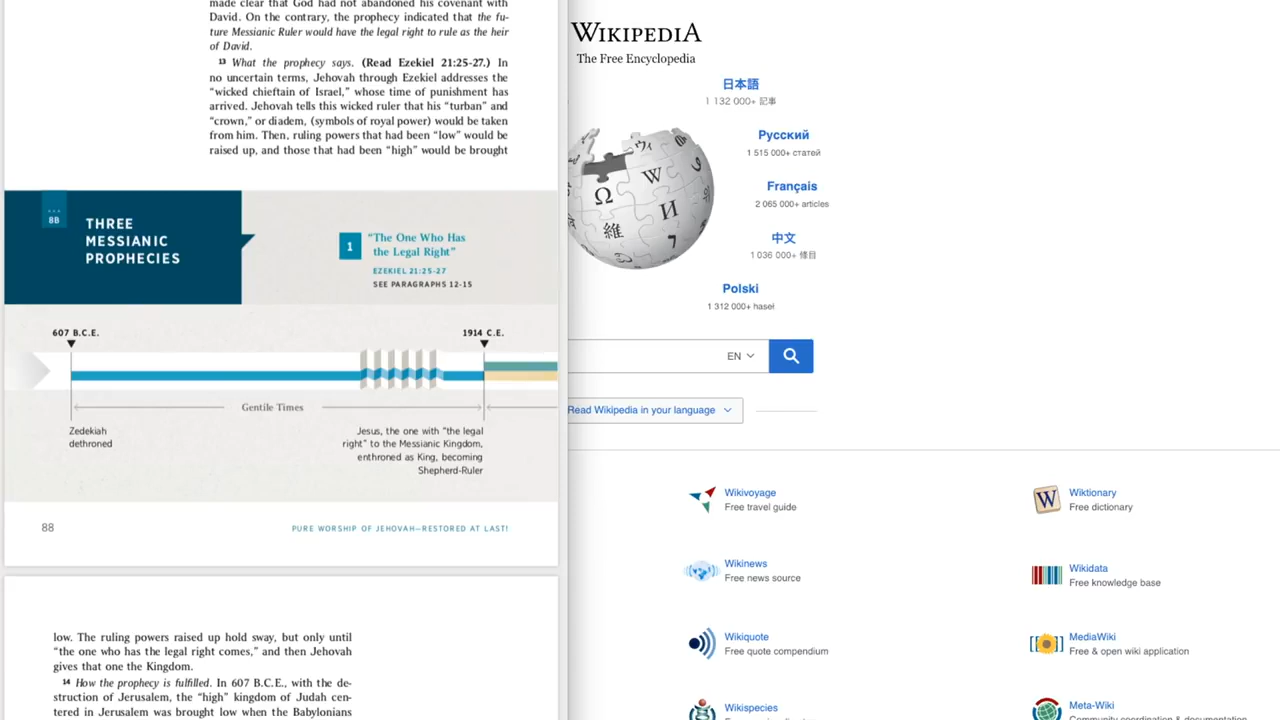 made clear that God had not abandoned his covenant with
David. On the contrary, the prophecy indicated that the fu-
ture Messianic Ruler would have the legal right to rule as the heir
of David.
13 What the prophecy says. (Read Ezekiel 21:25-27.) In
no uncertain terms, Jehovah through Ezekiel addresses the
“wicked chieftain of Israel,” whose time of punishment has
arrived. Jehovah tells this wicked ruler that his “turban” and
“crown,” or diadem, (symbols of royal power) would be taken
from him. Then, ruling powers that had been “low” would be
raised up, and those that had been “high” would be brought
8B
THREE
MESSIANIC
PROPHECIES
1
“The One Who Has
the Legal Right”
EZEKIEL 21:25-27
SEE PARAGRAPHS 12-15
607 B.C.E.
1914 C.E.
Gentile Times
Zedekiah
dethroned
Jesus, the one with “the legal
right” to the Messianic Kingdom,
enthroned as King, becoming
Shepherd-Ruler
88
PURE WORSHIP OF JEHOVAH—RESTORED AT LAST!
low. The ruling powers raised up hold sway, but only until
“the one who has the legal right comes,” and then Jehovah
gives that one the Kingdom.
14 How the prophecy is fulfilled. In 607 B.C.E., with the de-
struction of Jerusalem, the “high” kingdom of Judah cen-
tered in Jerusalem was brought low when the Babylonians
WIKIPEDIA
The Free Encyclopedia
日本語
1 132 000+ 記事
Русский
1 515 000+ статей
Français
2 065 000+ articles
中文
1 036 000+ 條目
Polski
1 312 000+ haseł
Ω
W
И
維
EN
Read Wikipedia in your language
Wikivoyage
Free travel guide
Wiktionary
Free dictionary
Wikinews
Free news source
Wikidata
Free knowledge base
Wikiquote
Free quote compendium
MediaWiki
Free & open wiki application
Wikispecies
Meta-Wiki
Community coordination & documentation